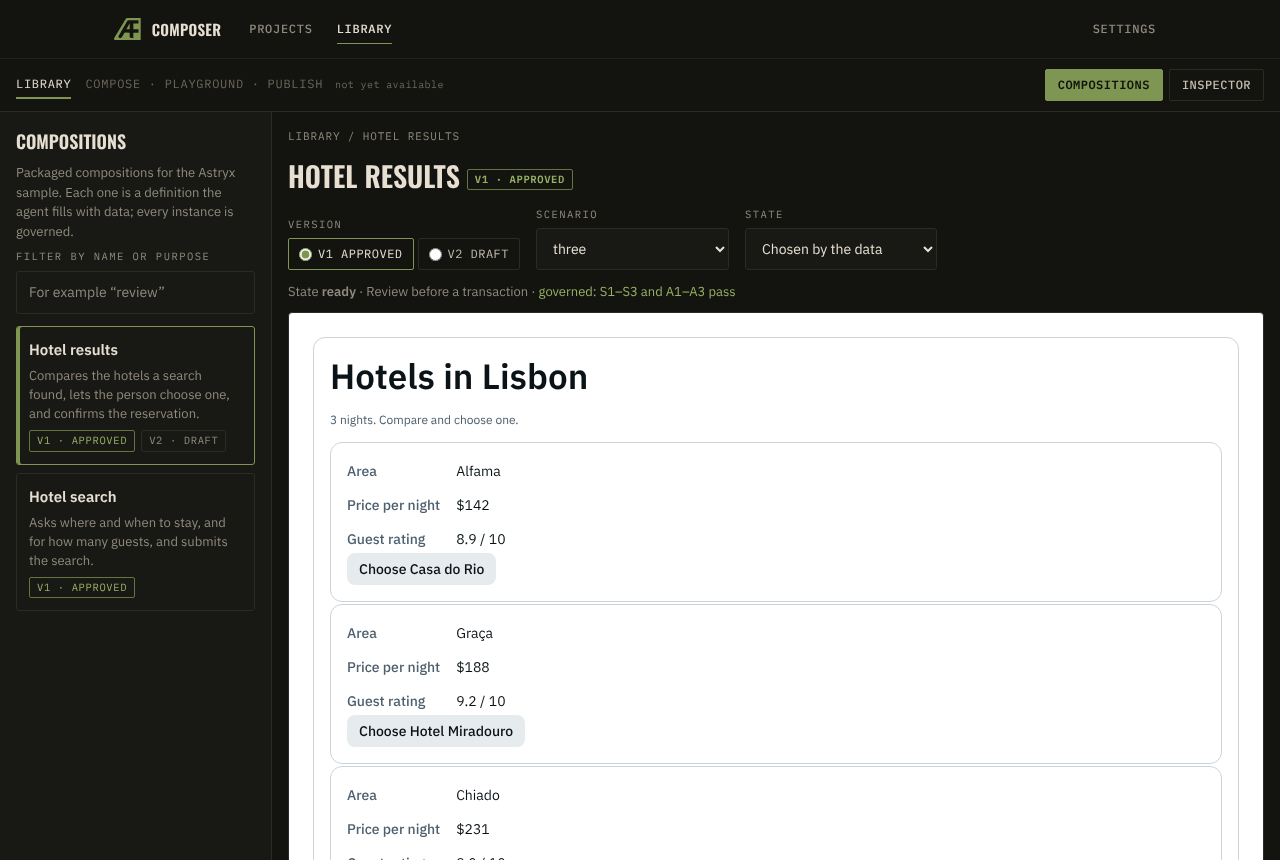 COMPOSER PROJECTS LIBRARY SETTINGS
LIBRARY COMPOSE · PLAYGROUND · PUBLISH not yet available COMPOSITIONS INSPECTOR
COMPOSITIONS
Packaged compositions for the Astryx
sample. Each one is a definition the
agent fills with data; every instance is
governed.
FILTER BY NAME OR PURPOSE
For example “review”
Hotel results
Compares the hotels a search
found, lets the person choose one,
and confirms the reservation.
V1 · APPROVED V2 · DRAFT
Hotel search
Asks where and when to stay, and
for how many guests, and submits
the search.
V1 · APPROVED
LIBRARY / HOTEL RESULTS
HOTEL RESULTS V1 · APPROVED
VERSION SCENARIO STATE
V1 APPROVED V2 DRAFT three Chosen by the data
State ready · Review before a transaction · governed: S1–S3 and A1–A3 pass
Hotels in Lisbon
3 nights. Compare and choose one.
Area Alfama
Price per night $142
Guest rating 8.9 / 10
Choose Casa do Rio
Area Graça
Price per night $188
Guest rating 9.2 / 10
Choose Hotel Miradouro
Area Chiado
Price per night $231